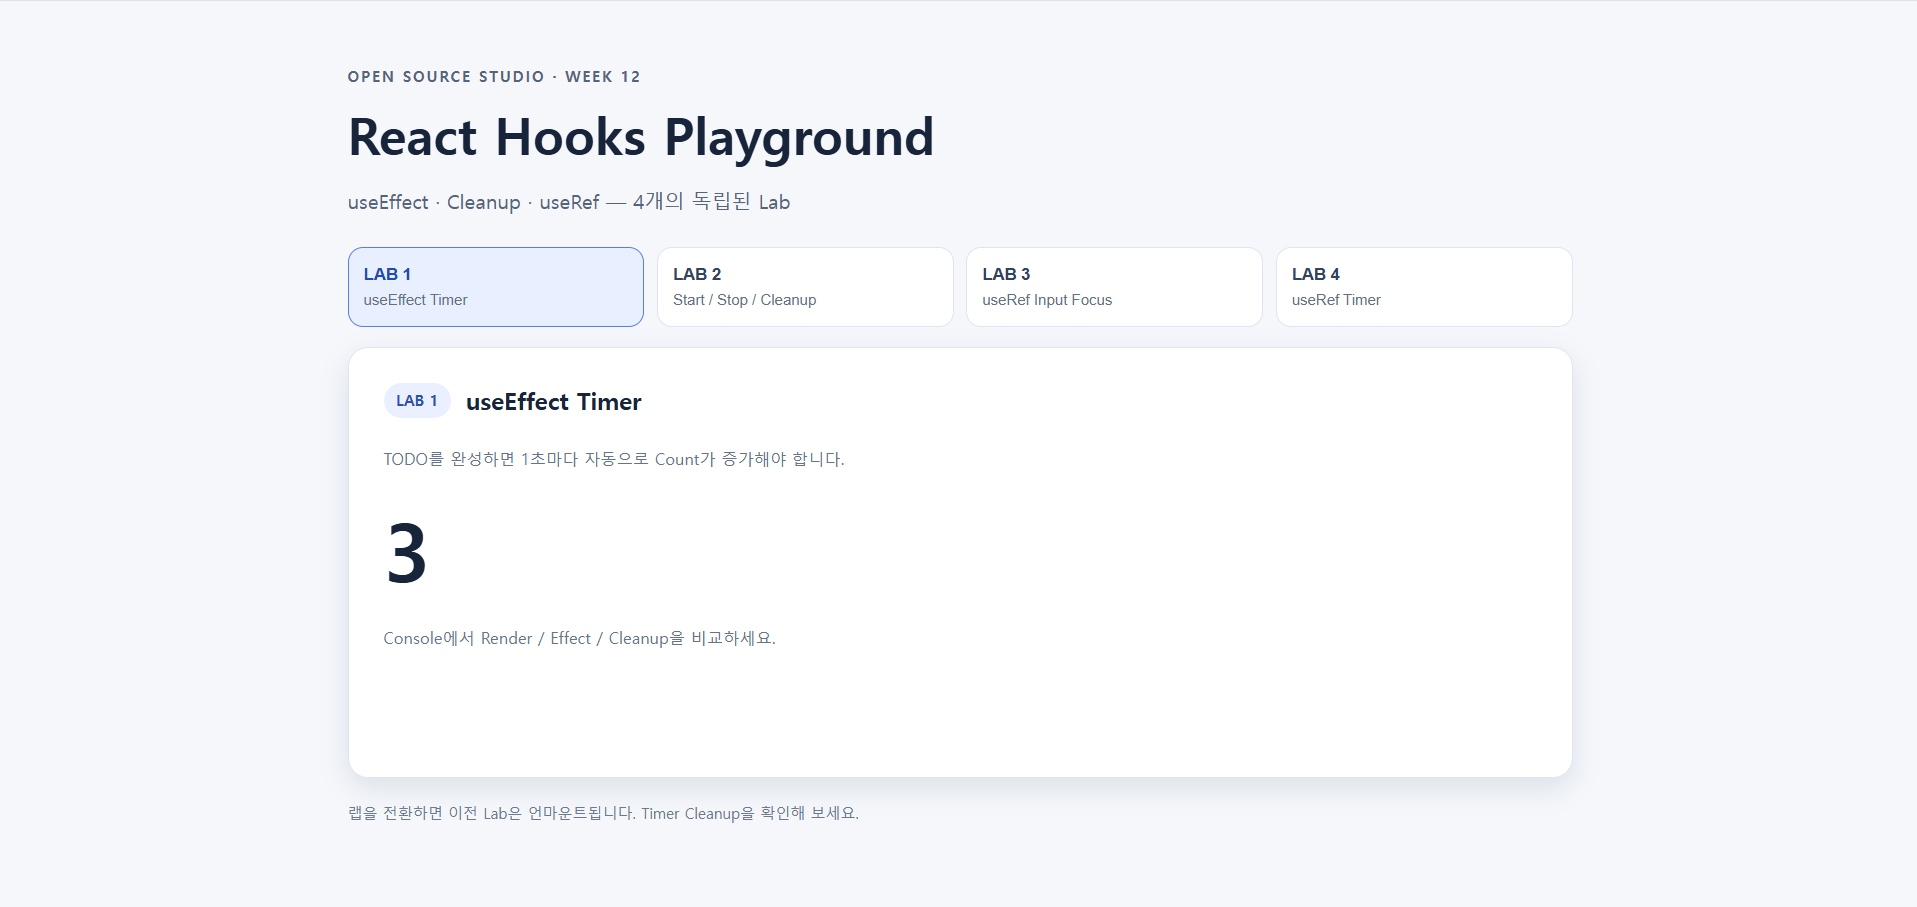 OPEN SOURCE STUDIO · WEEK 12
React Hooks Playground
useEffect · Cleanup · useRef — 4개의 독립된 Lab
LAB 1
useEffect Timer
LAB 2
Start / Stop / Cleanup
LAB 3
useRef Input Focus
LAB 4
useRef Timer
LAB 1 useEffect Timer
TODO를 완성하면 1초마다 자동으로 Count가 증가해야 합니다.
3
Console에서 Render / Effect / Cleanup을 비교하세요.
랩을 전환하면 이전 Lab은 언마운트됩니다. Timer Cleanup을 확인해 보세요.